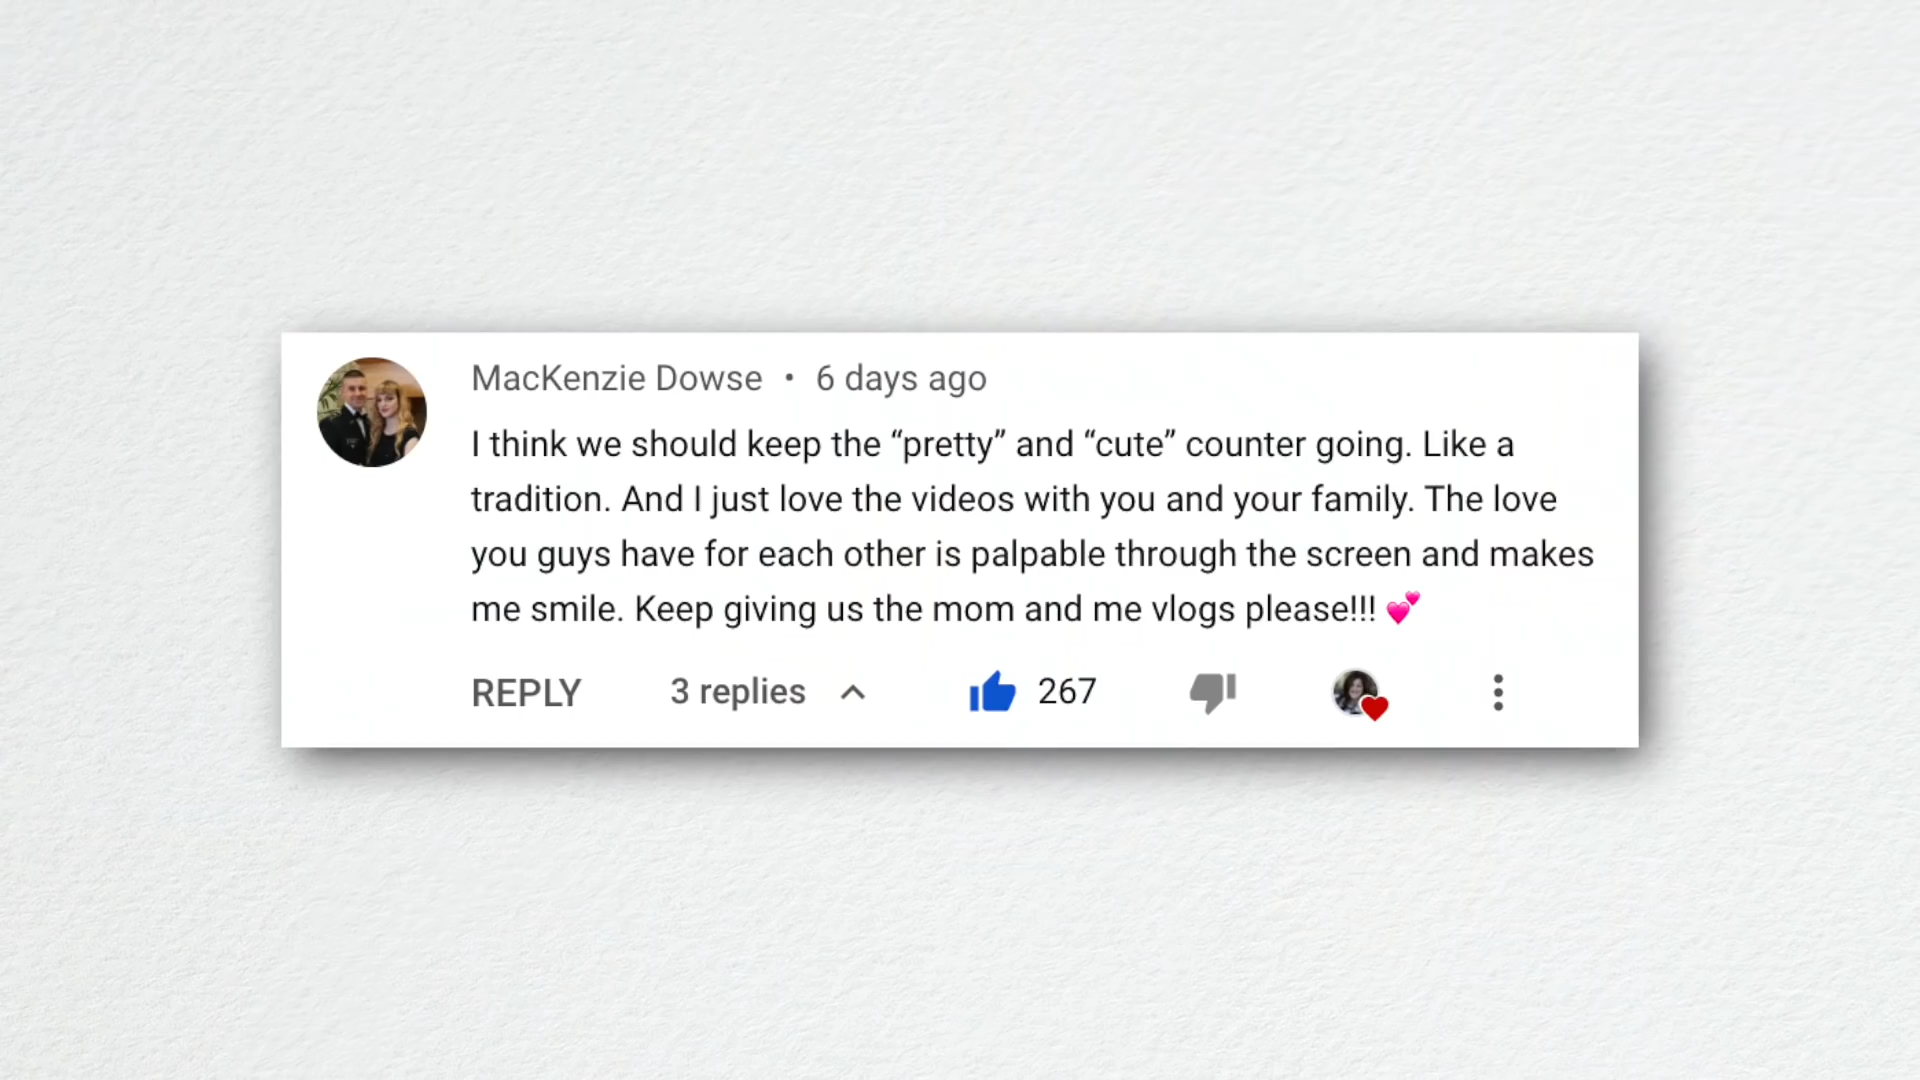 MacKenzie Dowse • 6 days ago
I think we should keep the “pretty” and “cute” counter going. Like a
tradition. And I just love the videos with you and your family. The love
you guys have for each other is palpable through the screen and makes
me smile. Keep giving us the mom and me vlogs please!!! 💕
REPLY 3 replies 267